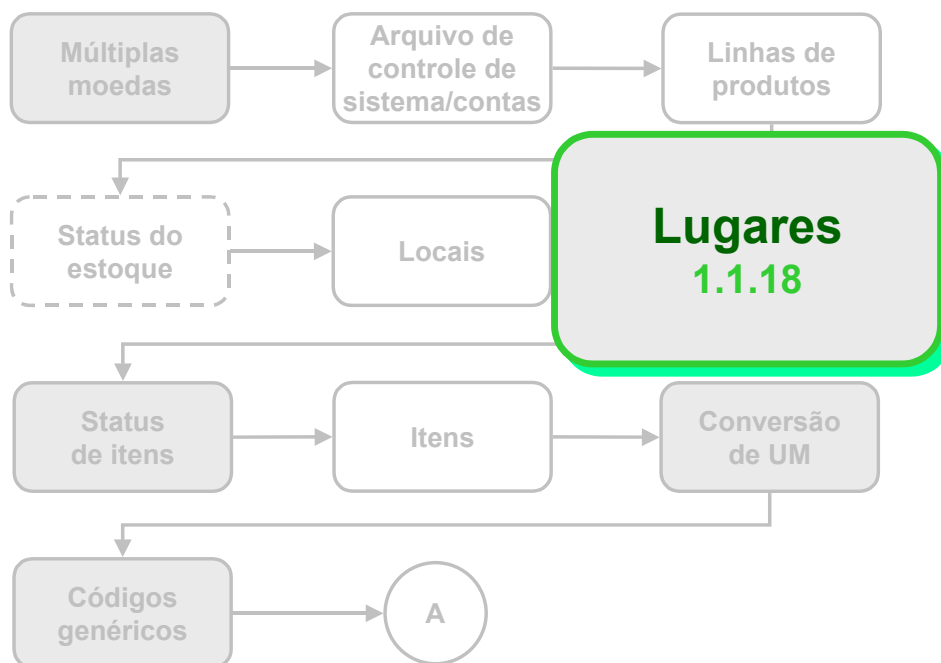 Múltiplas
moedas
Arquivo de
controle de
sistema/contas
Linhas de
produtos
Status do
estoque
Locais
Lugares
1.1.18
Status
de itens
Itens
Conversão
de UM
Códigos
genéricos
A